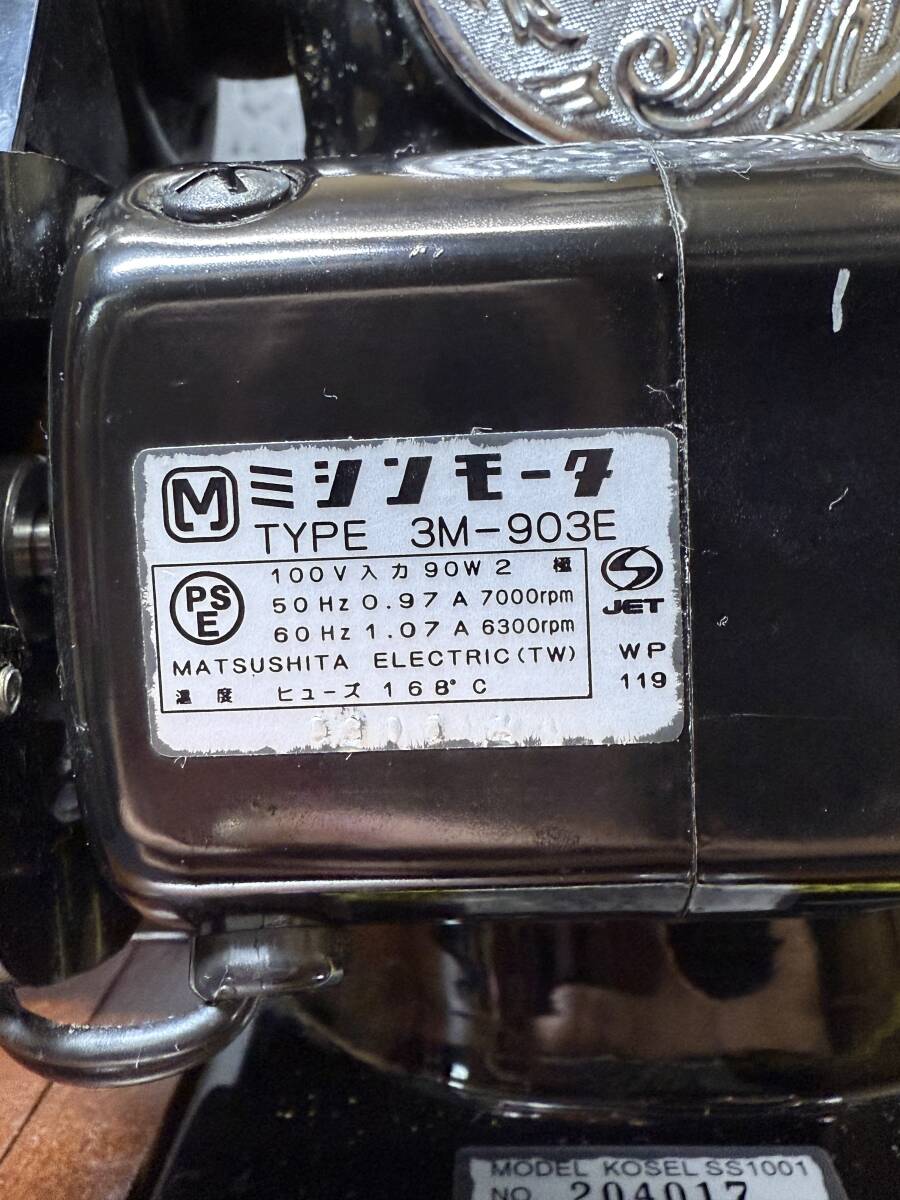 M ミシンモータ
TYPE 3M-903E
PSE
100V 入力 90W 2 極
50Hz 0.97A 7000rpm
60Hz 1.07A 6300rpm
MATSUSHITA ELECTRIC(TW)
温度 ヒューズ 168°C
S JET
WP
119
MODEL KOSEL SS1001
NO. 204017